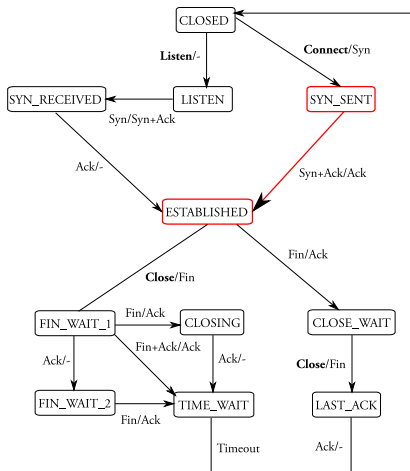 CLOSED
Listen/-
Connect/Syn
SYN_RECEIVED
LISTEN
SYN_SENT
Syn/Syn+Ack
Ack/-
Syn+Ack/Ack
ESTABLISHED
Fin/Ack
Close/Fin
FIN_WAIT_1
Fin/Ack
CLOSING
CLOSE_WAIT
Fin+Ack/Ack
Ack/-
Ack/-
Close/Fin
FIN_WAIT_2
TIME_WAIT
LAST_ACK
Fin/Ack
Timeout
Ack/-